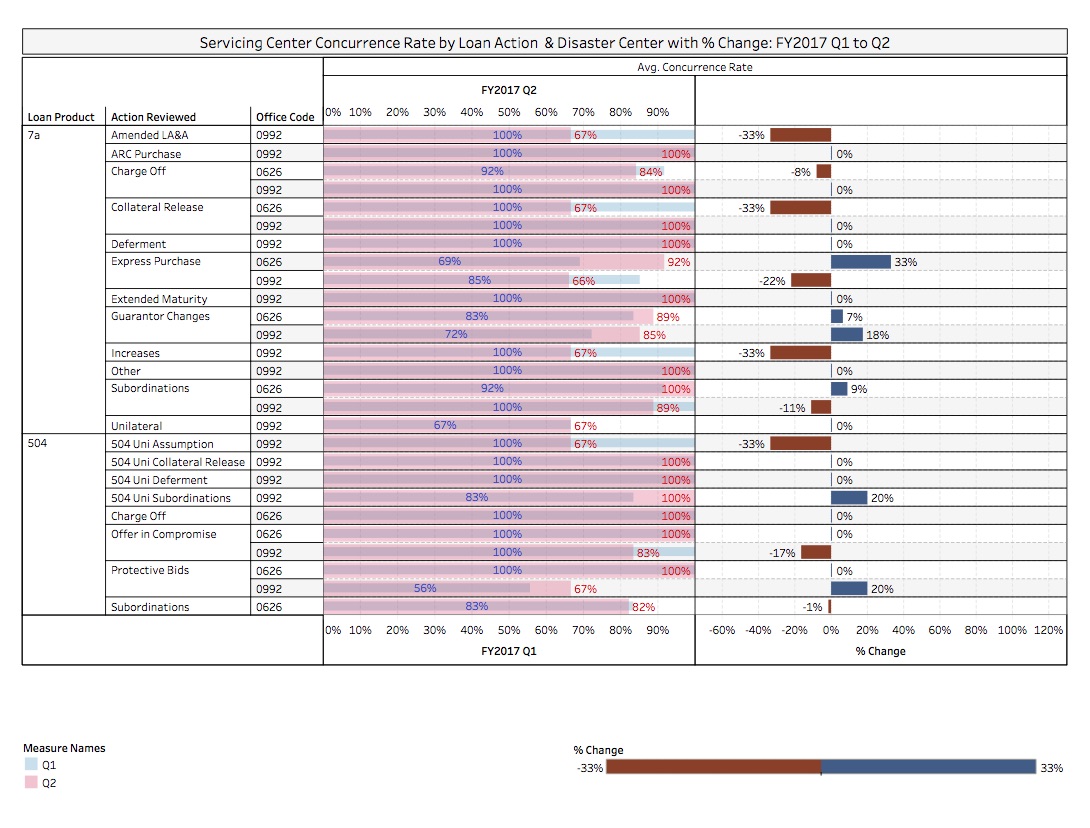 Servicing Center Concurrence Rate by Loan Action & Disaster Center with % Change: FY2017 Q1 to Q2
Avg. Concurrence Rate
FY2017 Q2
Loan Product Action Reviewed Office Code 0% 10% 20% 30% 40% 50% 60% 70% 80% 90%
7a Amended LA&A 0992 100% 67% -33%
ARC Purchase 0992 100% 100% 0%
Charge Off 0626 92% 84% -8%
0992 100% 100% 0%
Collateral Release 0626 100% 67% -33%
0992 100% 100% 0%
Deferment 0992 100% 100% 0%
Express Purchase 0626 69% 92% 33%
0992 85% 66% -22%
Extended Maturity 0992 100% 100% 0%
Guarantor Changes 0626 83% 89% 7%
0992 72% 85% 18%
Increases 0992 100% 67% -33%
Other 0992 100% 100% 0%
Subordinations 0626 92% 100% 9%
0992 100% 89% -11%
Unilateral 0992 67% 67% 0%
504 504 Uni Assumption 0992 100% 67% -33%
504 Uni Collateral Release 0992 100% 100% 0%
504 Uni Deferment 0992 100% 100% 0%
504 Uni Subordinations 0992 83% 100% 20%
Charge Off 0626 100% 100% 0%
Offer in Compromise 0626 100% 100% 0%
0992 100% 83% -17%
Protective Bids 0626 100% 100% 0%
0992 56% 67% 20%
Subordinations 0626 83% 82% -1%
0% 10% 20% 30% 40% 50% 60% 70% 80% 90% -60% -40% -20% 0% 20% 40% 60% 80% 100% 120%
FY2017 Q1 % Change
Measure Names
Q1
Q2
% Change
-33% 33%